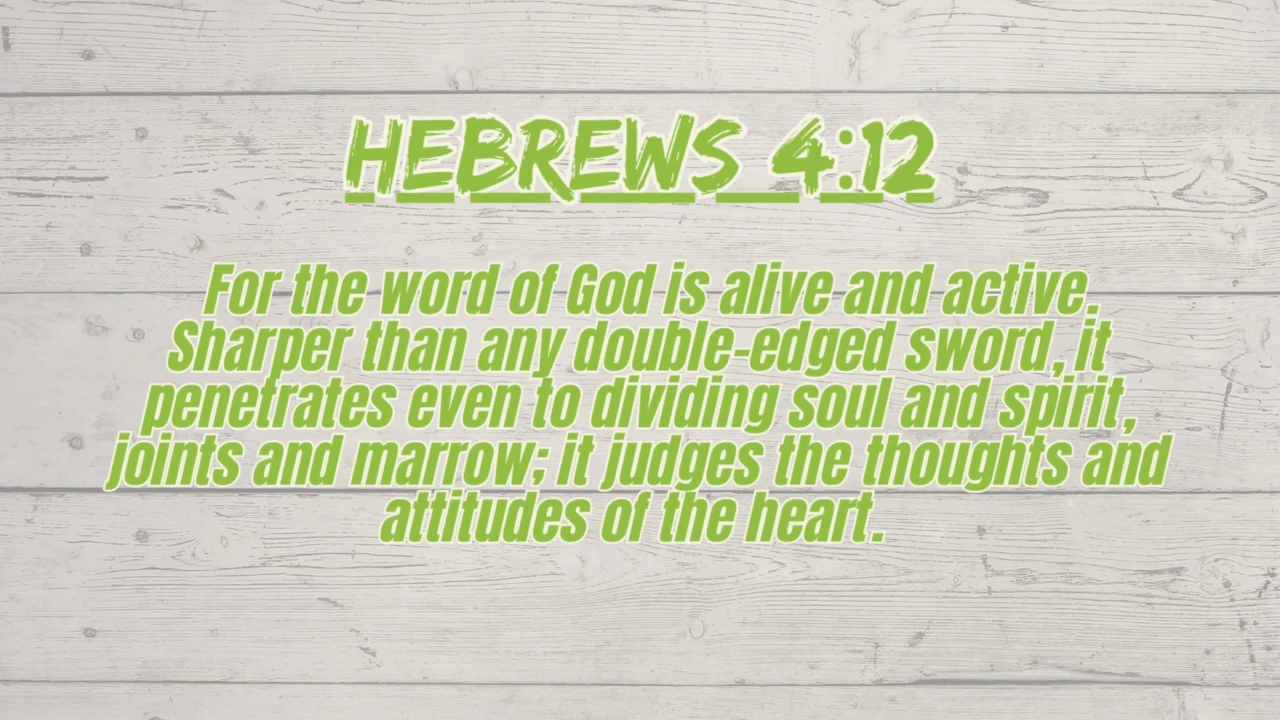 HEBREWS 4:12
For the word of God is alive and active.
Sharper than any double-edged sword, it
penetrates even to dividing soul and spirit,
joints and marrow; it judges the thoughts and
attitudes of the heart.